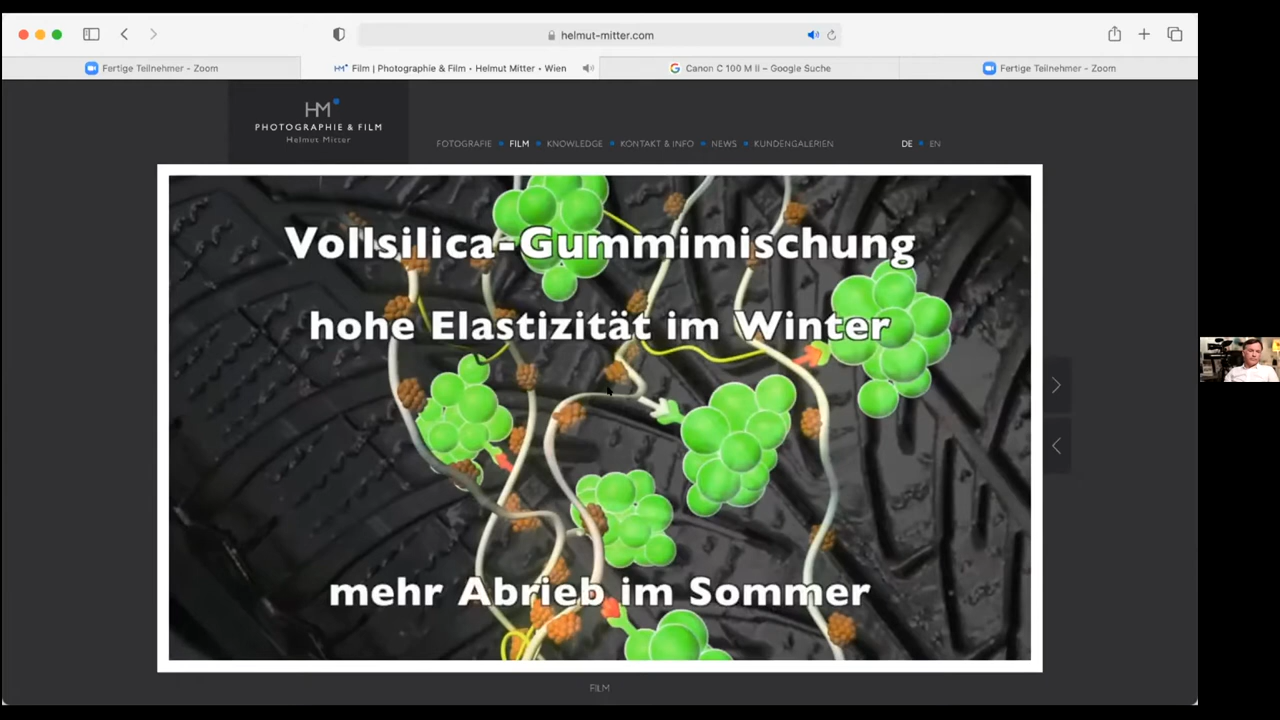 helmut-mitter.com
Fertige Teilnehmer - Zoom
HM Film | Photographie & Film • Helmut Mitter • Wien
Canon C 100 M II – Google Suche
Fertige Teilnehmer - Zoom
HM
PHOTOGRAPHIE & FILM
Helmut Mitter
FOTOGRAFIE FILM KNOWLEDGE KONTAKT & INFO NEWS KUNDENGALERIEN DE EN
Vollsilica-Gummimischung
hohe Elastizität im Winter
mehr Abrieb im Sommer
FILM